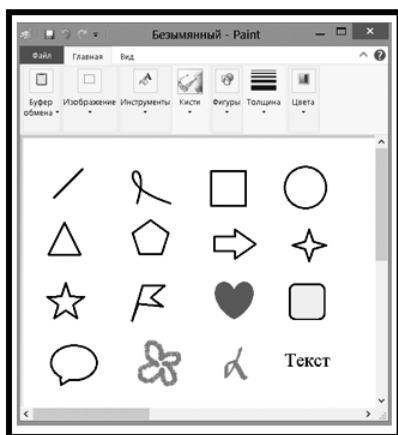 Безымянный - Paint
Файл Главная Вид
Буфер обмена Изображение Инструменты Кисти Фигуры Толщина Цвета
Текст